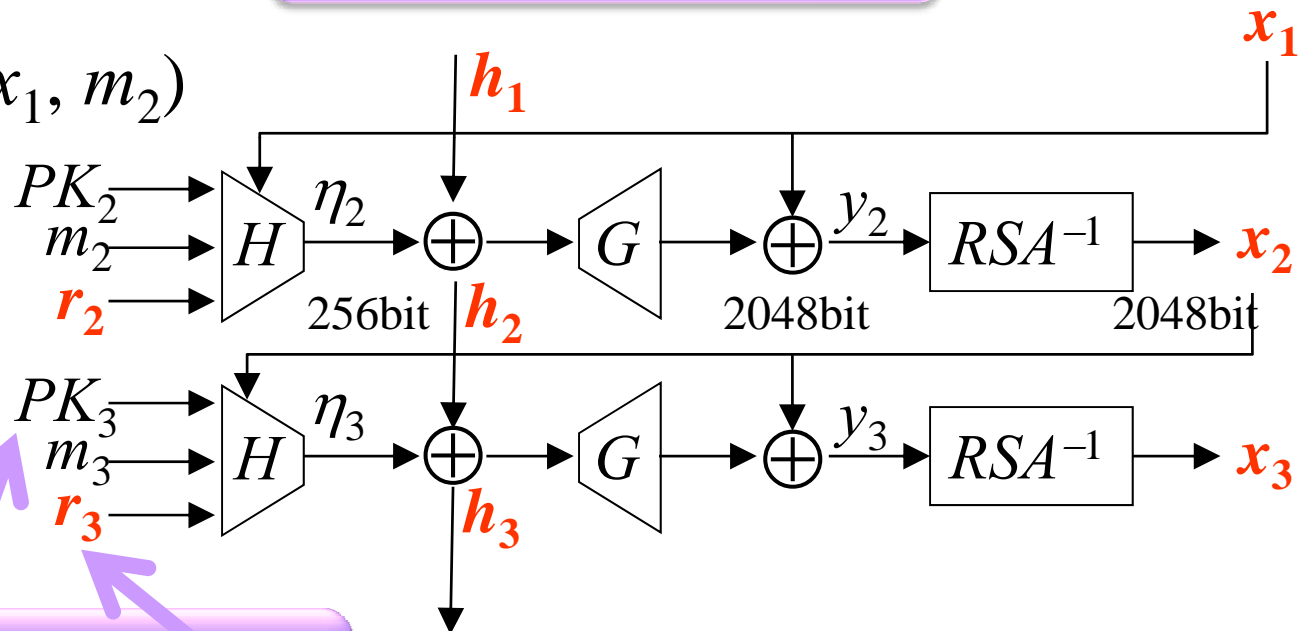 x₁
h₁
x₁, m₂)
PK₂ η₂ y₂
m₂ H ⊕ G ⊕ RSA⁻¹ x₂
r₂ 256bit h₂ 2048bit 2048bit
PK₃ η₃ y₃
m₃ H ⊕ G ⊕ RSA⁻¹ x₃
r₃ h₃